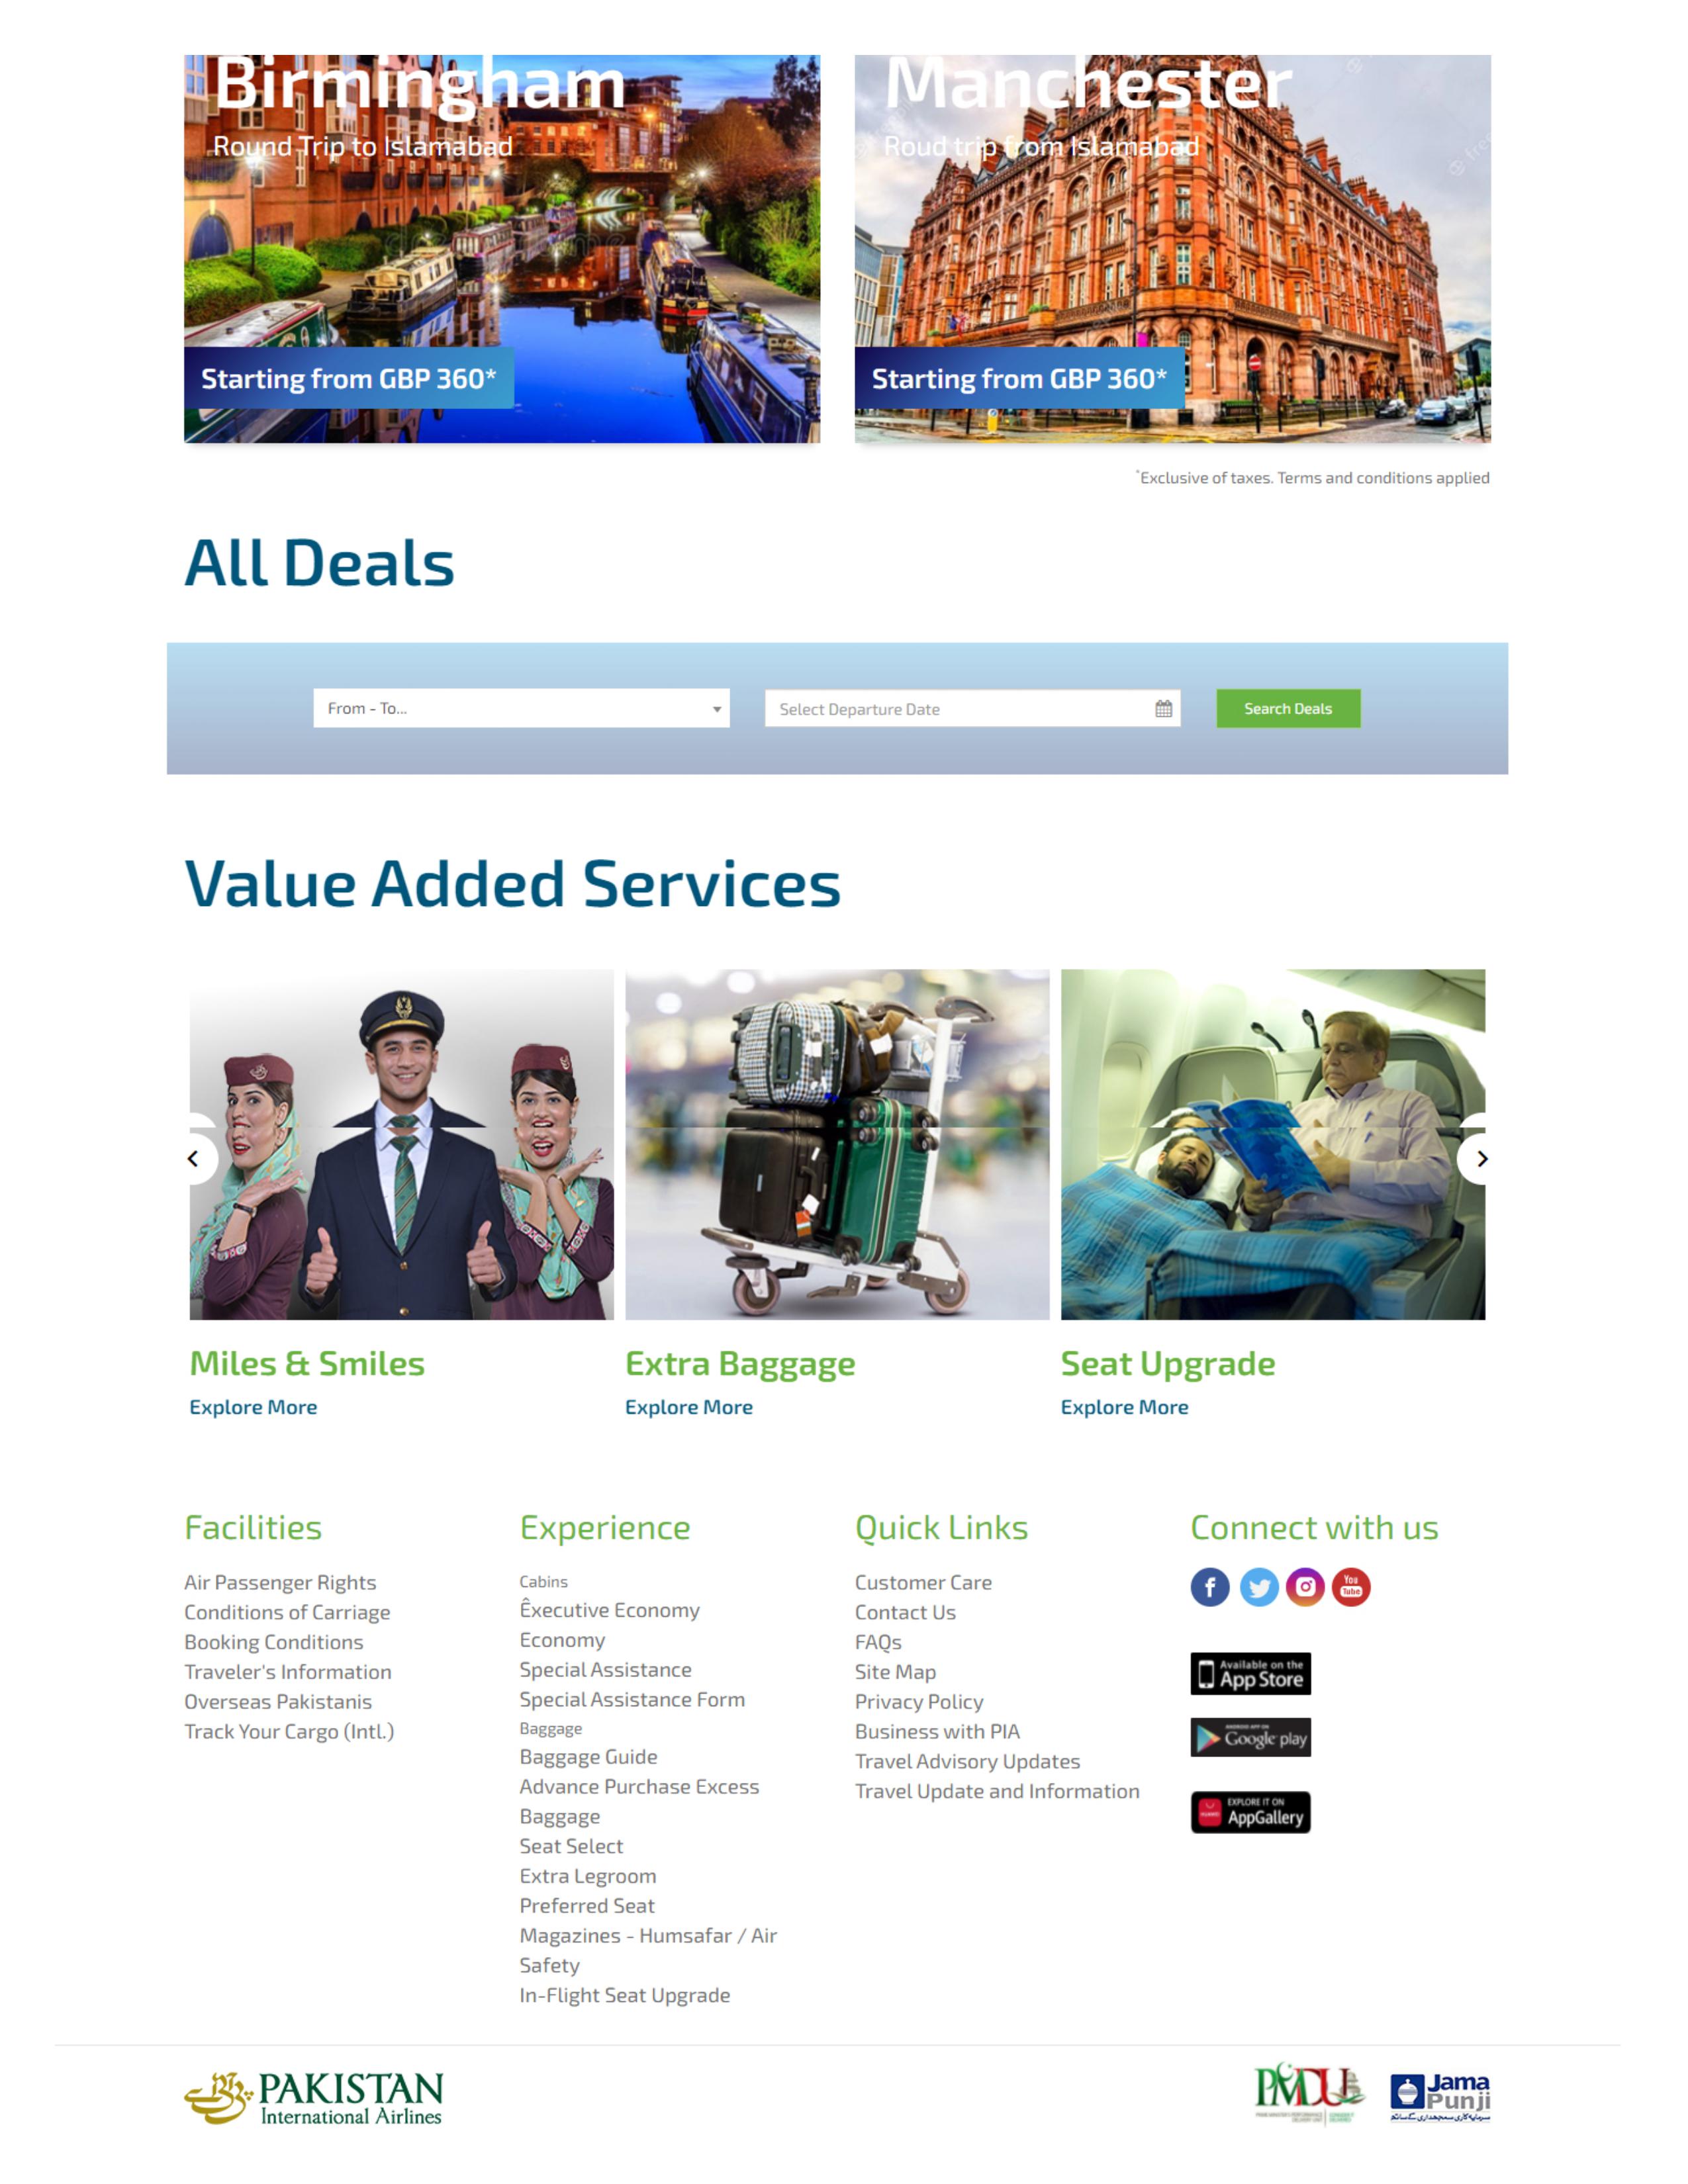 Birmingham
Round Trip to Islamabad
Starting from GBP 360*
Manchester
Roud trip from Islamabad
Starting from GBP 360*
*Exclusive of taxes. Terms and conditions applied
All Deals
From - To...
Select Departure Date
Search Deals
Value Added Services
Miles & Smiles
Explore More
Extra Baggage
Explore More
Seat Upgrade
Explore More
Facilities
Air Passenger Rights
Conditions of Carriage
Booking Conditions
Traveler's Information
Overseas Pakistanis
Track Your Cargo (Intl.)
Experience
Cabins
Êxecutive Economy
Economy
Special Assistance
Special Assistance Form
Baggage
Baggage Guide
Advance Purchase Excess
Baggage
Seat Select
Extra Legroom
Preferred Seat
Magazines - Humsafar / Air
Safety
In-Flight Seat Upgrade
Quick Links
Customer Care
Contact Us
FAQs
Site Map
Privacy Policy
Business with PIA
Travel Advisory Updates
Travel Update and Information
Connect with us
You
Tube
Available on the
App Store
ANDROID APP ON
Google play
EXPLORE IT ON
AppGallery
HUAWEI
PAKISTAN
International Airlines
PMDU
Jama
Punji